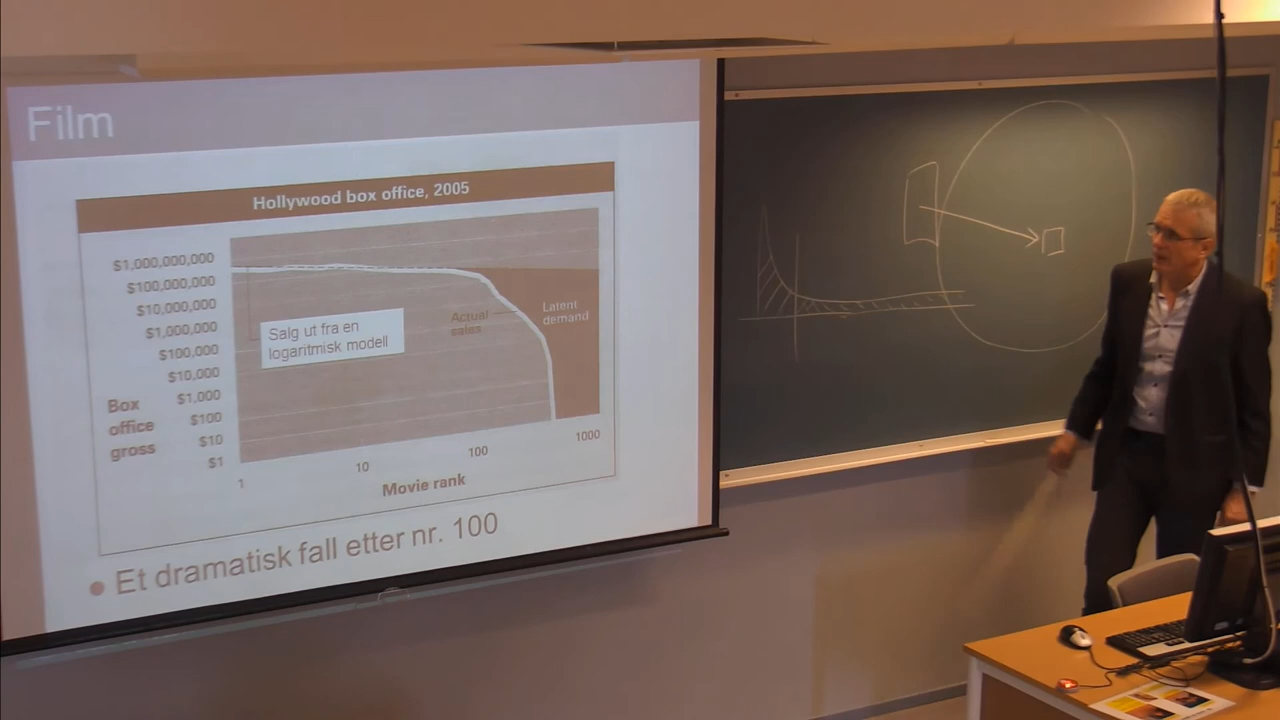 Film
Hollywood box office, 2005
$1,000,000,000
$100,000,000
$10,000,000
$1,000,000
$100,000
$10,000
$1,000
$100
$10
$1
Box
office
gross
Salg ut fra en
logaritmisk modell
Actual
sales
Latent
demand
1
10
100
1000
Movie rank
Et dramatisk fall etter nr. 100